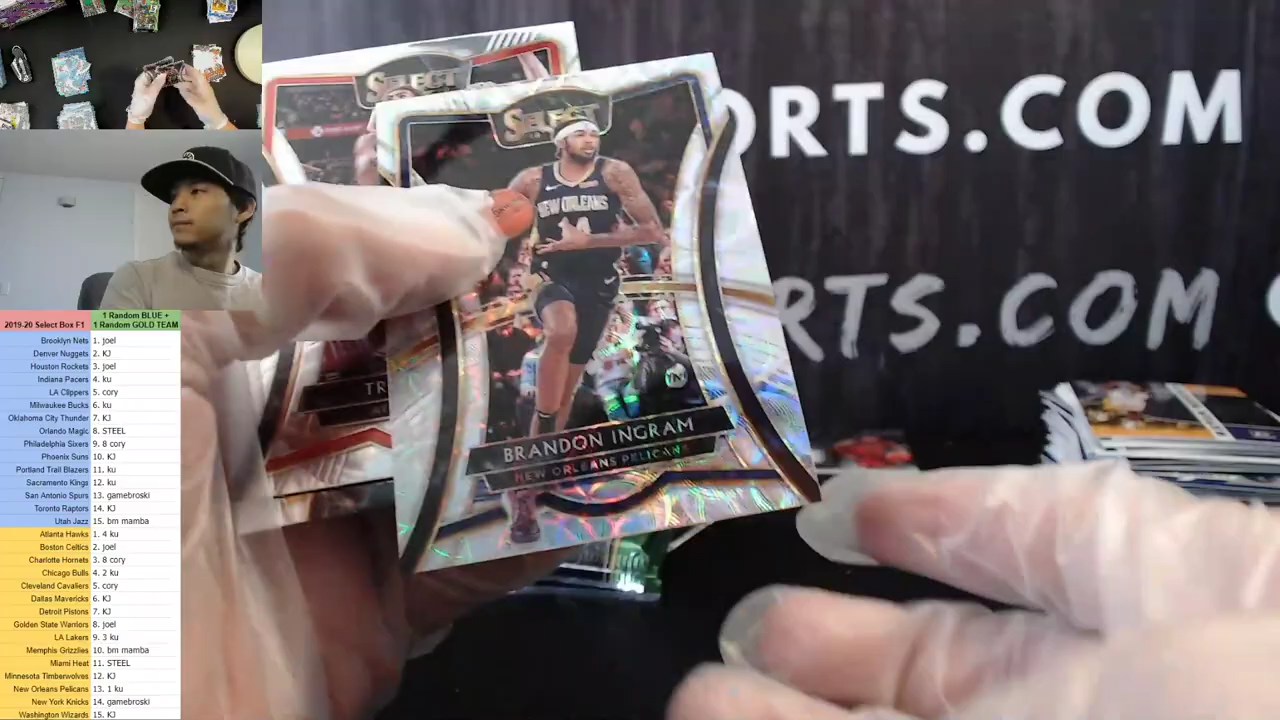 ORTS.COM
RTS.COM
SELECT
SELECT
NEW ORLEANS
14
TR
BRANDON INGRAM
NEW ORLEANS PELICANS
2019-20 Select Box F1
1 Random BLUE +
1 Random GOLD TEAM
Brooklyn Nets 1. joel
Denver Nuggets 2. KJ
Houston Rockets 3. joel
Indiana Pacers 4. ku
LA Clippers 5. cory
Milwaukee Bucks 6. ku
Oklahoma City Thunder 7. KJ
Orlando Magic 8. STEEL
Philadelphia Sixers 9. 8 cory
Phoenix Suns 10. KJ
Portland Trail Blazers 11. ku
Sacramento Kings 12. ku
San Antonio Spurs 13. gamebroski
Toronto Raptors 14. KJ
Utah Jazz 15. bm mamba
Atlanta Hawks 1. 4 ku
Boston Celtics 2. joel
Charlotte Hornets 3. 8 cory
Chicago Bulls 4. 2 ku
Cleveland Cavaliers 5. cory
Dallas Mavericks 6. KJ
Detroit Pistons 7. KJ
Golden State Warriors 8. joel
LA Lakers 9. 3 ku
Memphis Grizzlies 10. bm mamba
Miami Heat 11. STEEL
Minnesota Timberwolves 12. KJ
New Orleans Pelicans 13. 1 ku
New York Knicks 14. gamebroski
Washington Wizards 15. KJ